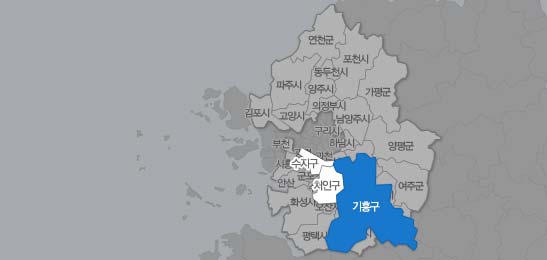 연천군
포천시
동두천시
파주시
양주시
가평군
의정부시
김포시
고양시
남양주시
구리시
하남시
부천
양평군
수지구
안산
처인구
여주군
화성시
기흥구
평택시